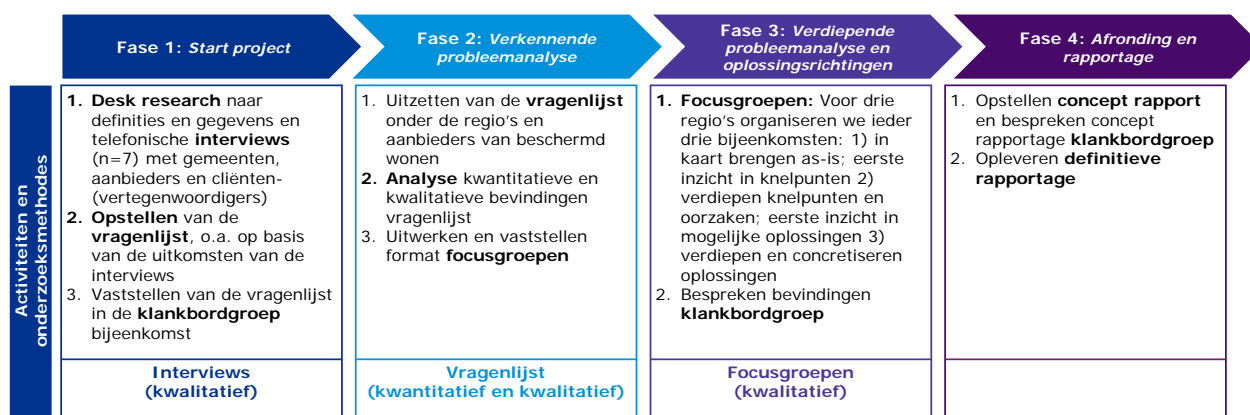 Fase 1: Start project
Fase 2: Verkennende
probleemanalyse
Fase 3: Verdiepende
probleemanalyse en
oplossingsrichtingen
Fase 4: Afronding en
rapportage
Activiteiten en
onderzoeksmethodes
1. Desk research naar
definities en gegevens en
telefonische interviews
(n=7) met gemeenten,
aanbieders en cliënten-
(vertegenwoordigers)
2. Opstellen van de
vragenlijst, o.a. op basis
van de uitkomsten van de
interviews
3. Vaststellen van de vragenlijst
in de klankbordgroep
bijeenkomst
Interviews
(kwalitatief)
1. Uitzetten van de vragenlijst
onder de regio's en
aanbieders van beschermd
wonen
2. Analyse kwantitatieve en
kwalitatieve bevindingen
vragenlijst
3. Uitwerken en vaststellen
format focusgroepen
Vragenlijst
(kwantitatief en kwalitatief)
1. Focusgroepen: Voor drie
regio's organiseren we ieder
drie bijeenkomsten: 1) in
kaart brengen as-is; eerste
inzicht in knelpunten 2)
verdiepen knelpunten en
oorzaken; eerste inzicht in
mogelijke oplossingen 3)
verdiepen en concretiseren
oplossingen
2. Bespreken bevindingen
klankbordgroep
Focusgroepen
(kwalitatief)
1. Opstellen concept rapport
en bespreken concept
rapportage klankbordgroep
2. Opleveren definitieve
rapportage